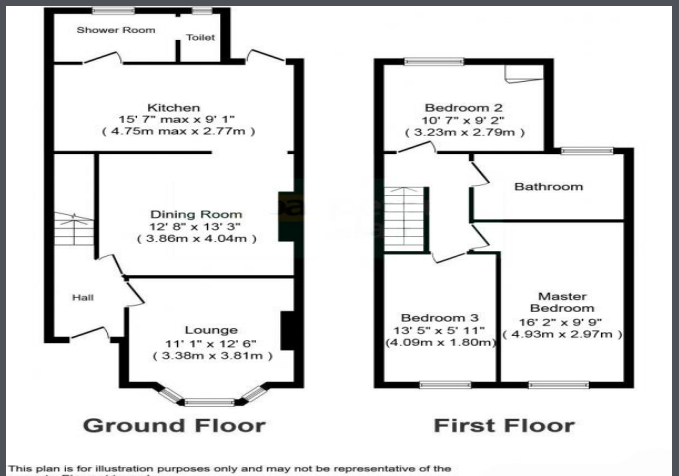 Shower Room
Toilet
Kitchen
15' 7" max x 9' 1"
( 4.75m max x 2.77m )
Dining Room
12' 8" x 13' 3"
( 3.86m x 4.04m )
Hall
Lounge
11' 1" x 12' 6"
( 3.38m x 3.81m )
Ground Floor
Bedroom 2
10' 7" x 9' 2"
( 3.23m x 2.79m )
Bathroom
Bedroom 3
13' 5" x 5' 11"
(4.09m x 1.80m)
Master
Bedroom
16' 2" x 9' 9"
( 4.93m x 2.97m )
First Floor
This plan is for illustration purposes only and may not be representative of the